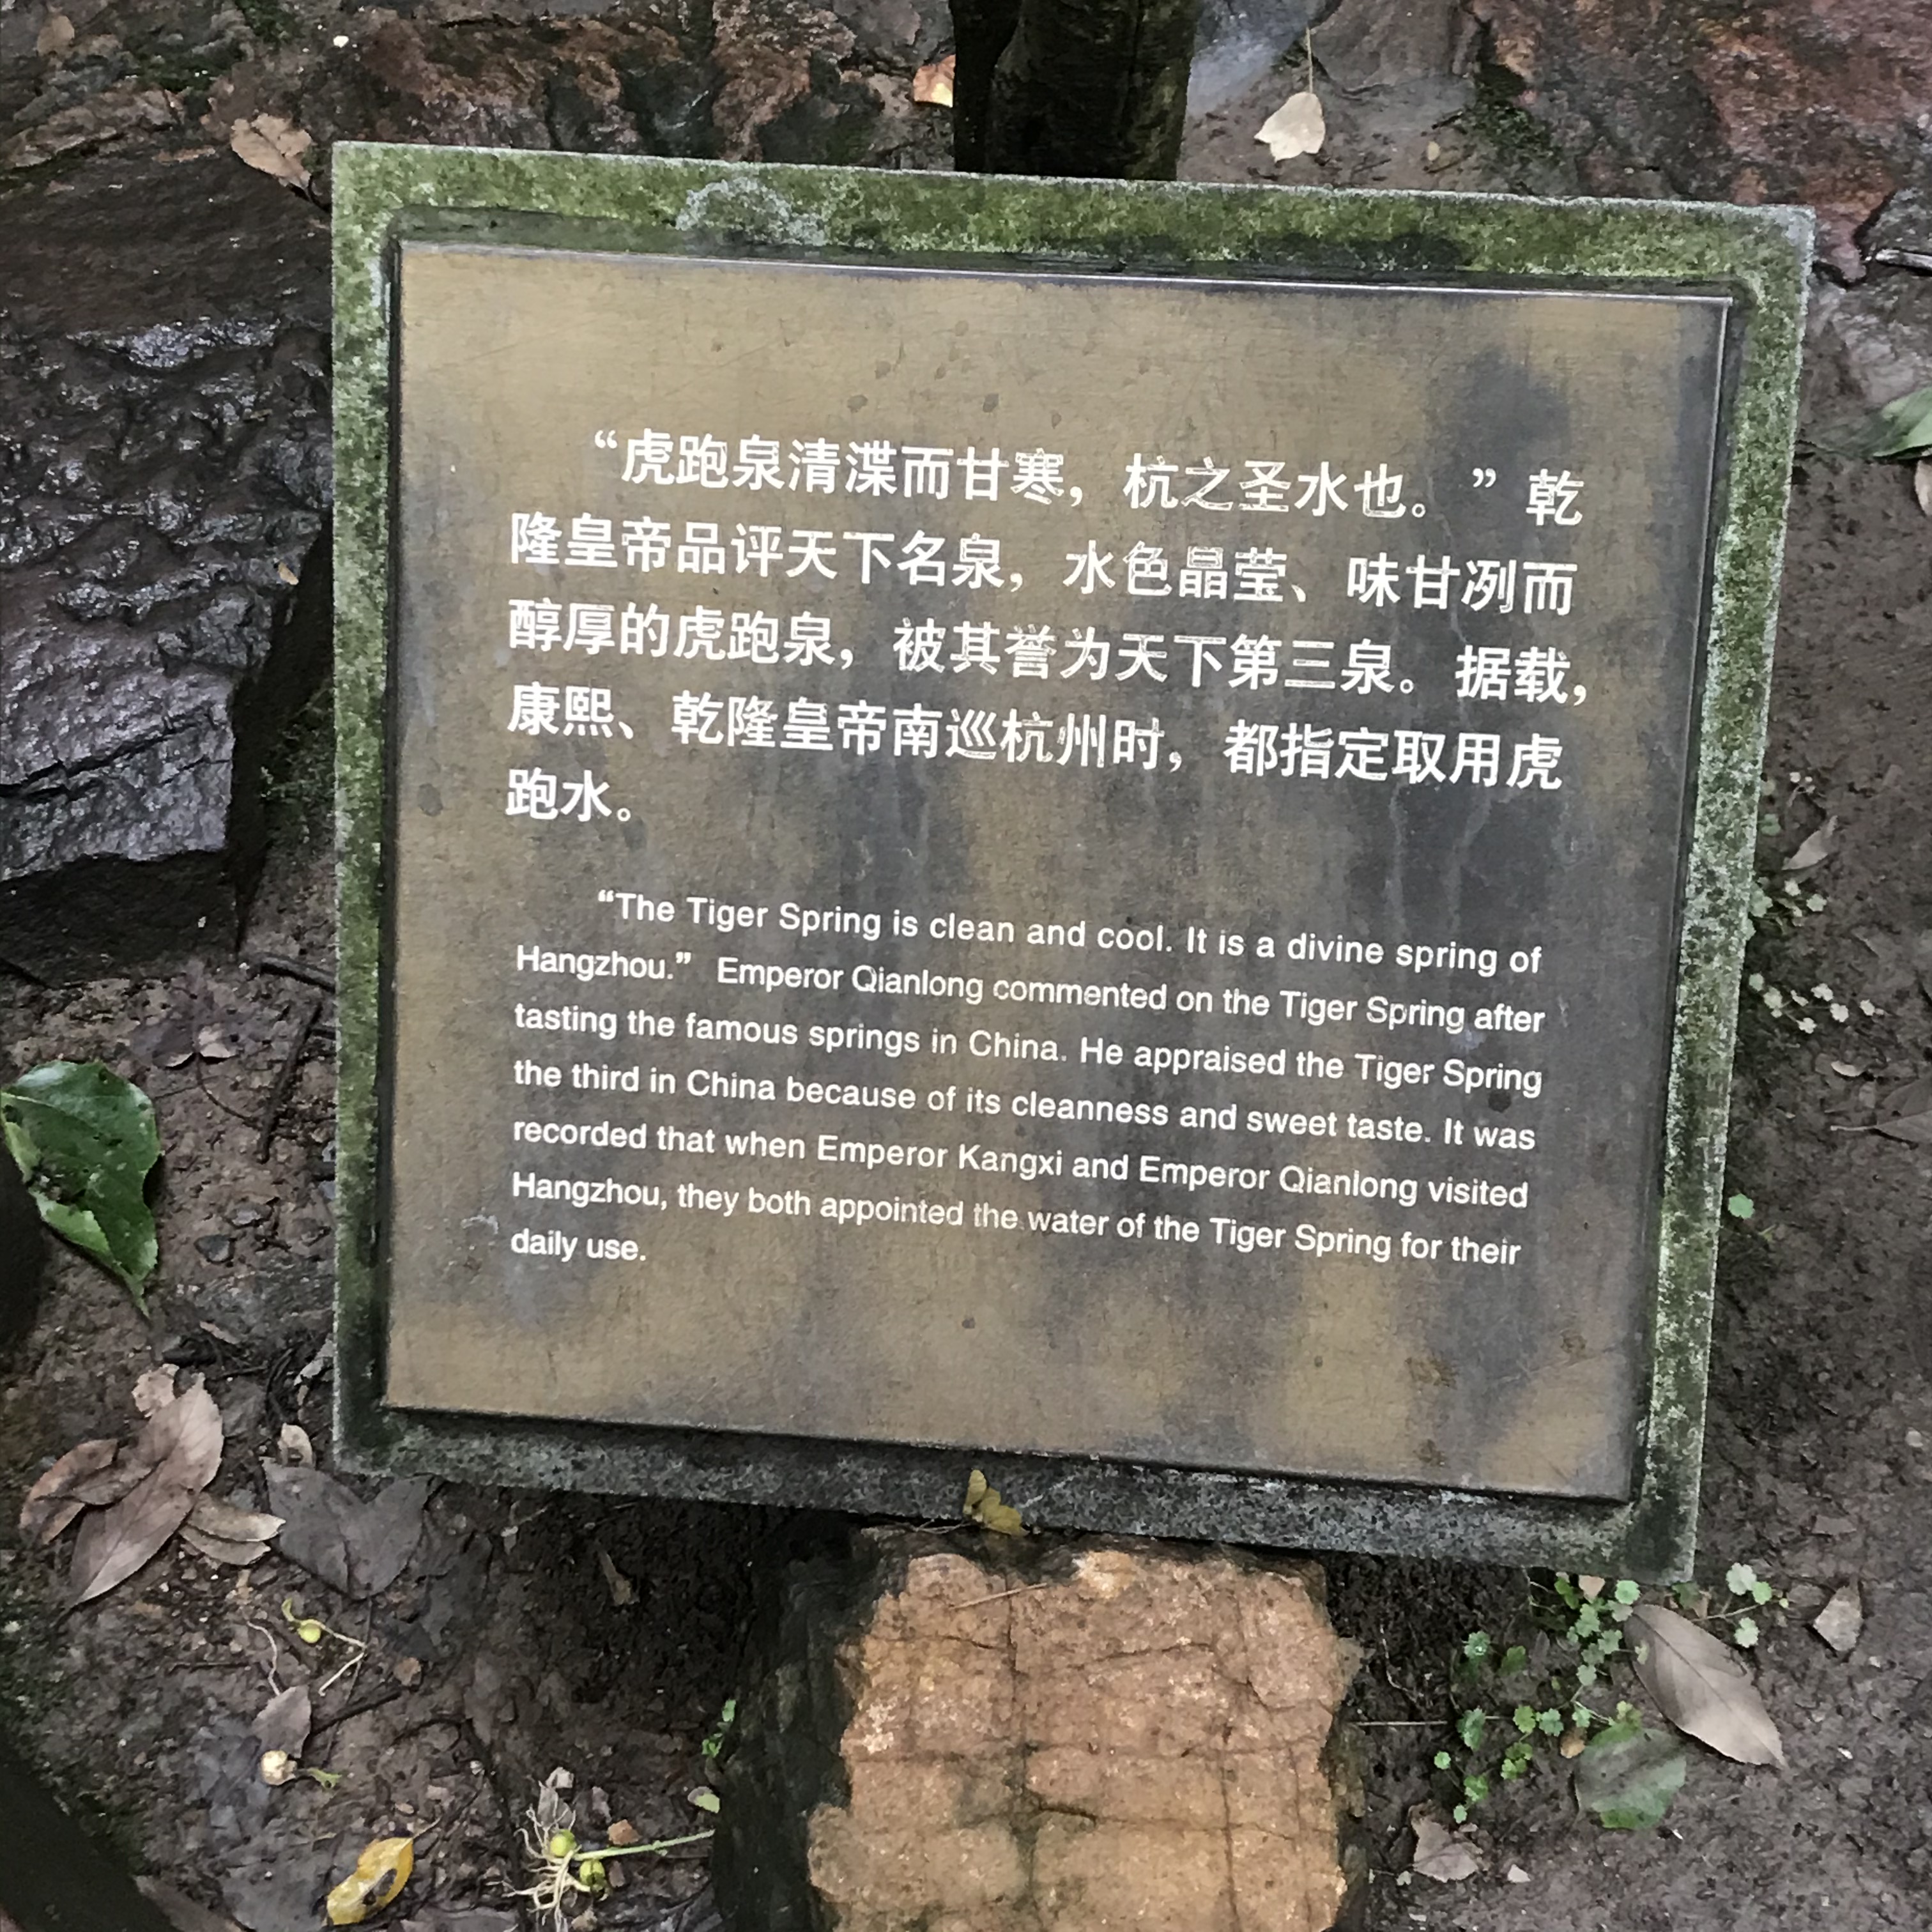 “虎跑泉清渫而甘寒，杭之圣水也。”乾
隆皇帝品评天下名泉，水色晶莹、味甘冽而
醇厚的虎跑泉，被其誉为天下第三泉。据载，
康熙、乾隆皇帝南巡杭州时，都指定取用虎
跑水。
“The Tiger Spring is clean and cool. It is a divine spring of
Hangzhou.” Emperor Qianlong commented on the Tiger Spring after
tasting the famous springs in China. He appraised the Tiger Spring
the third in China because of its cleanness and sweet taste. It was
recorded that when Emperor Kangxi and Emperor Qianlong visited
Hangzhou, they both appointed the water of the Tiger Spring for their
daily use.